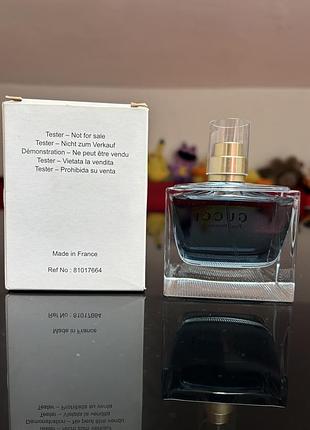 Tester – Not for sale
Tester – Nicht zum Verkauf
Démonstration – Ne peut être vendu
Tester – Vietata la vendita
Tester – Prohibida su venta
Made in France
Ref No : 81017664
GUCCI